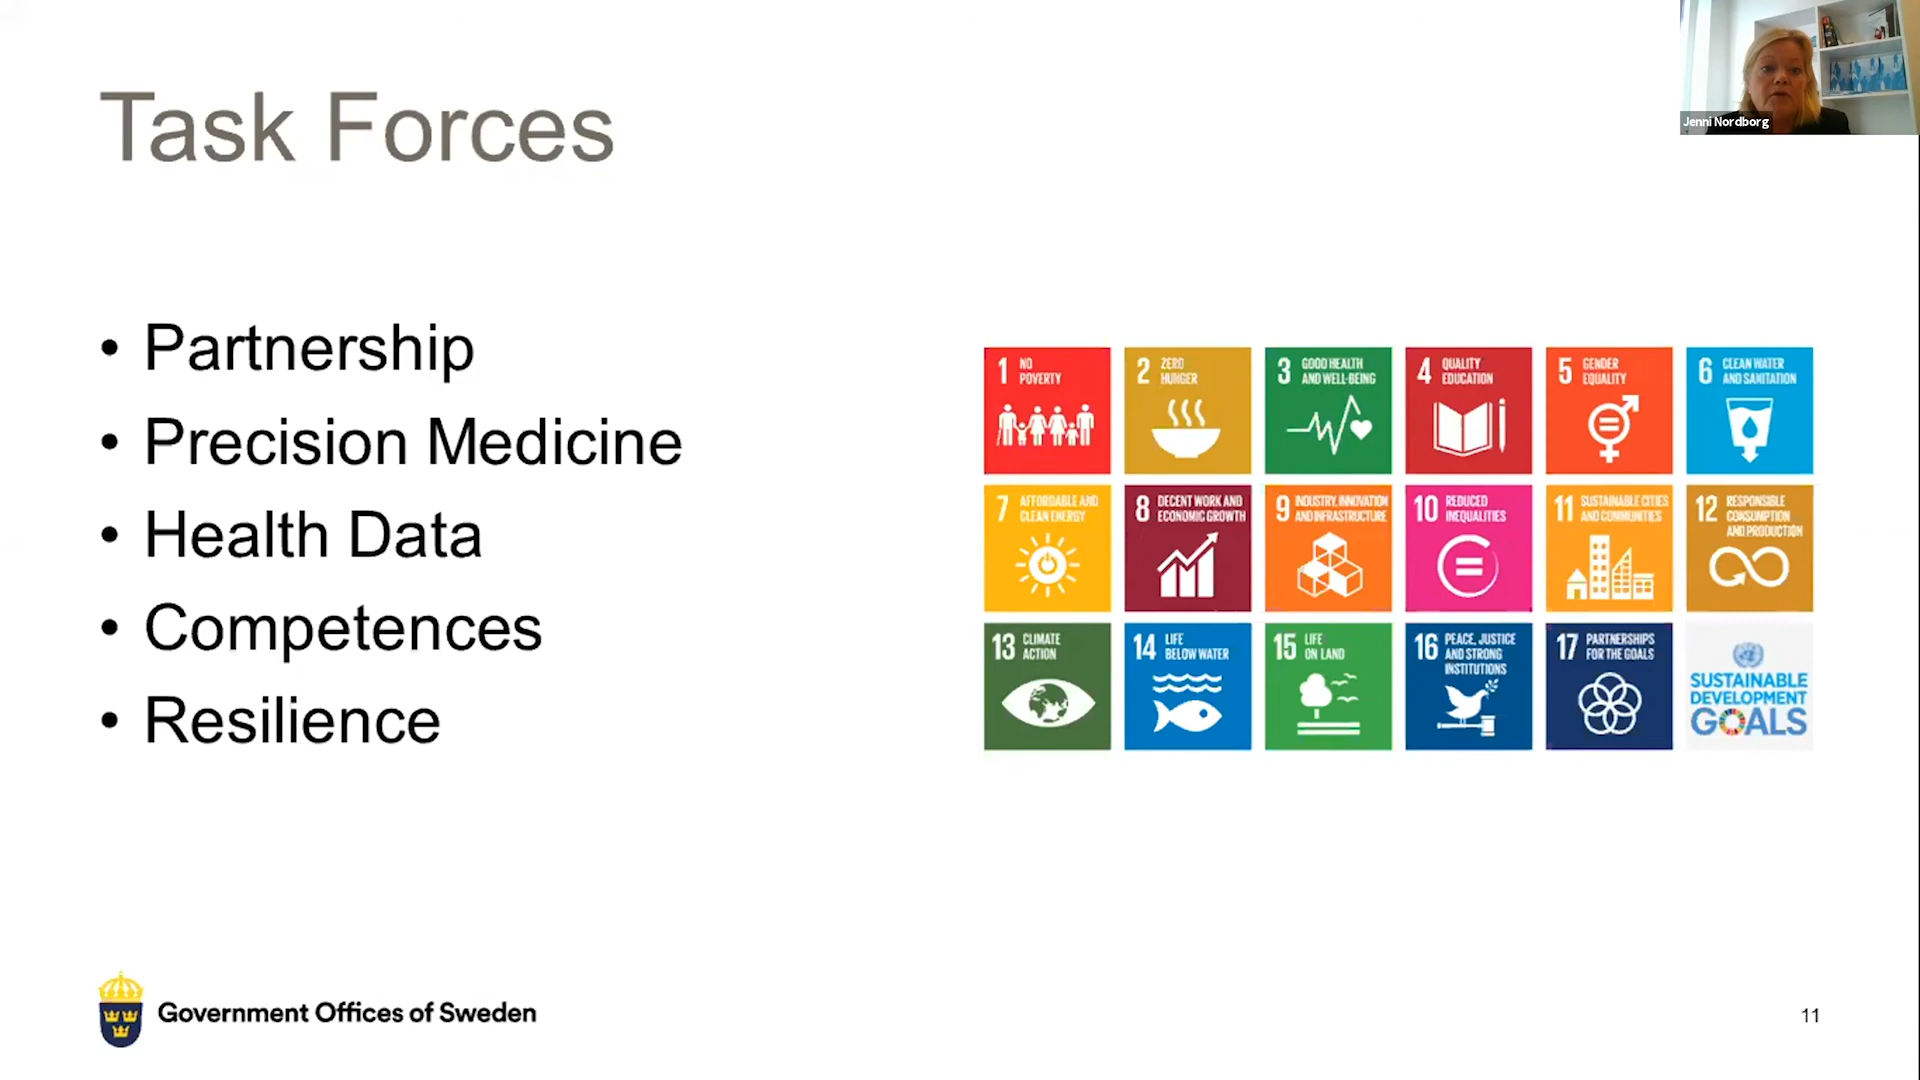 Jenni Nordborg
Task Forces
• Partnership
• Precision Medicine
• Health Data
• Competences
• Resilience
1 NO
POVERTY
2 ZERO
HUNGER
3 GOOD HEALTH
AND WELL-BEING
4 QUALITY
EDUCATION
5 GENDER
EQUALITY
6 CLEAN WATER
AND SANITATION
7 AFFORDABLE AND
CLEAN ENERGY
8 DECENT WORK AND
ECONOMIC GROWTH
9 INDUSTRY, INNOVATION
AND INFRASTRUCTURE
10 REDUCED
INEQUALITIES
11 SUSTAINABLE CITIES
AND COMMUNITIES
12 RESPONSIBLE
CONSUMPTION
AND PRODUCTION
13 CLIMATE
ACTION
14 LIFE
BELOW WATER
15 LIFE
ON LAND
16 PEACE, JUSTICE
AND STRONG
INSTITUTIONS
17 PARTNERSHIPS
FOR THE GOALS
SUSTAINABLE
DEVELOPMENT
GOALS
Government Offices of Sweden
11